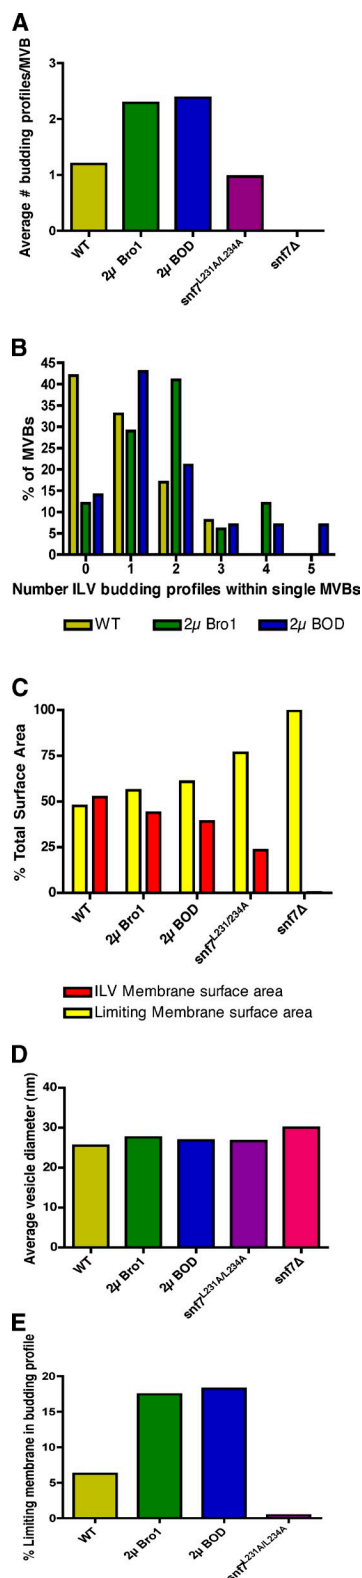 A
Average # budding profiles/MVB
3
2
1
0
WT
2µ Bro1
2µ BOD
snf7L231A/L234A
snf7Δ
B
% of MVBs
45
40
35
30
25
20
15
10
5
0
0 1 2 3 4 5
Number ILV budding profiles within single MVBs
WT 2µ Bro1 2µ BOD
C
% Total Surface Area
100
75
50
25
0
WT
2µ Bro1
2µ BOD
snf7L231/234A
snf7Δ
ILV Membrane surface area
Limiting Membrane surface area
D
Average vesicle diameter (nm)
40
30
20
10
0
WT
2µ Bro1
2µ BOD
snf7L231A/L234A
snf7Δ
E
% Limiting membrane in budding profile
20
15
10
5
0
WT
2µ Bro1
2µ BOD
Snf7L231A/L234A